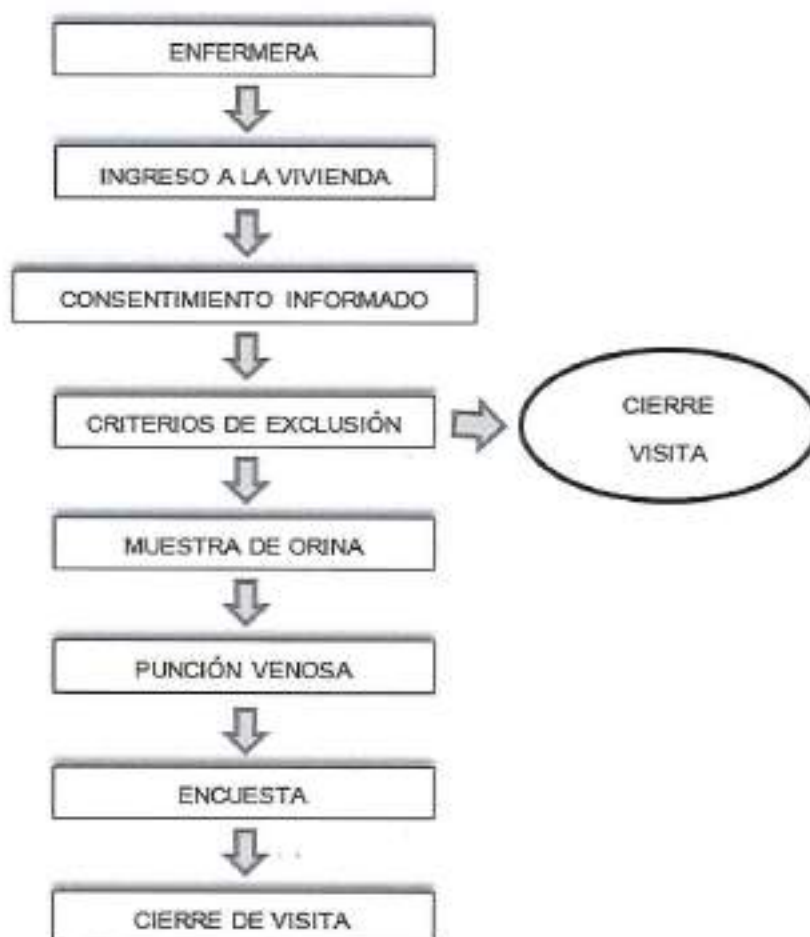 ENFERMERA
INGRESO A LA VIVIENDA
CONSENTIMIENTO INFORMADO
CRITERIOS DE EXCLUSIÓN
CIERRE
VISITA
MUESTRA DE ORINA
PUNCIÓN VENOSA
ENCUESTA
CIERRE DE VISITA